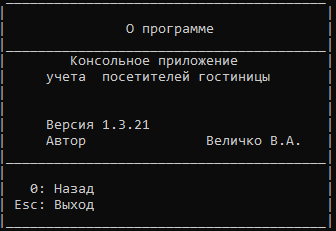 О программе
Консольное приложение
учета посетителей гостиницы
Версия 1.3.21
Автор Величко В.А.
0: Назад
Esc: Выход